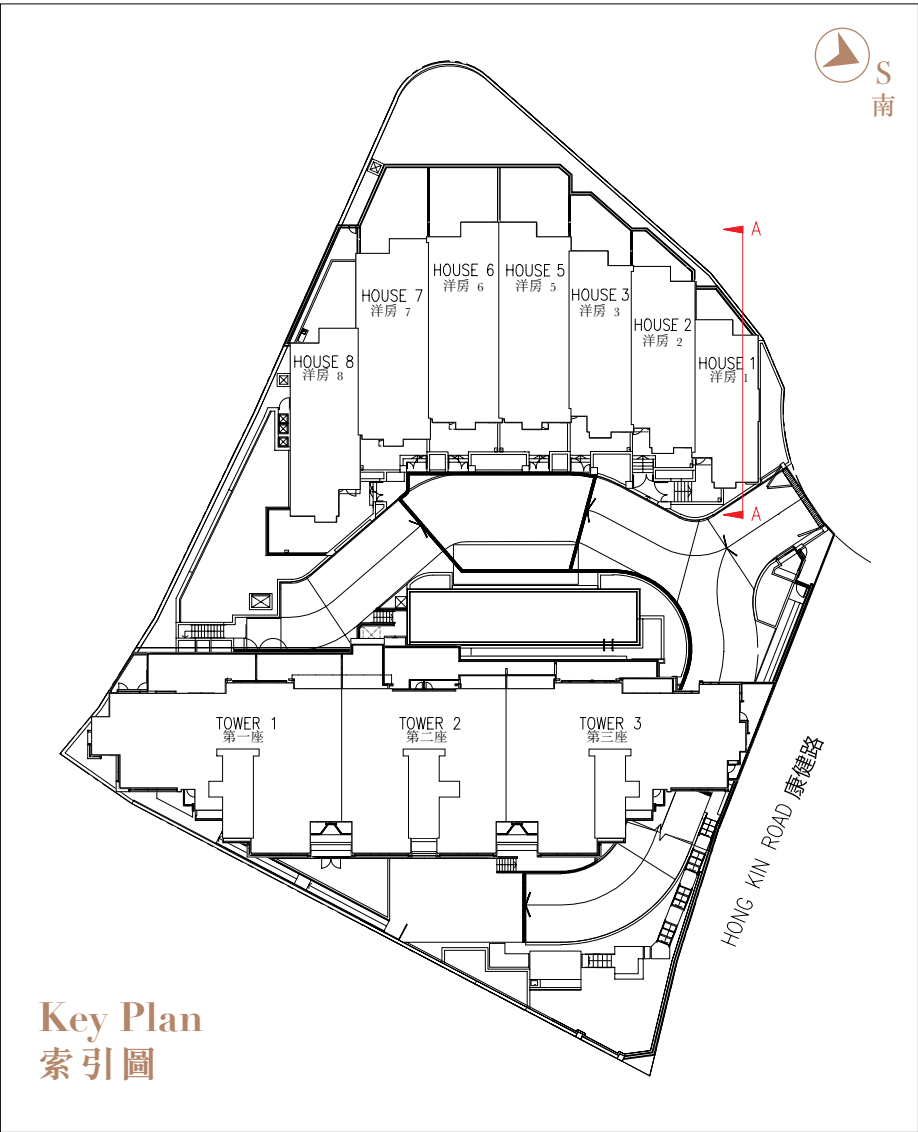 S
南
A
HOUSE 6
洋房 6
HOUSE 5
洋房 5
HOUSE 7
洋房 7
HOUSE 3
洋房 3
HOUSE 2
洋房 2
HOUSE 8
洋房 8
HOUSE 1
洋房 1
A
TOWER 1
第一座
TOWER 2
第二座
TOWER 3
第三座
HONG KIN ROAD 康健路
Key Plan
索引圖